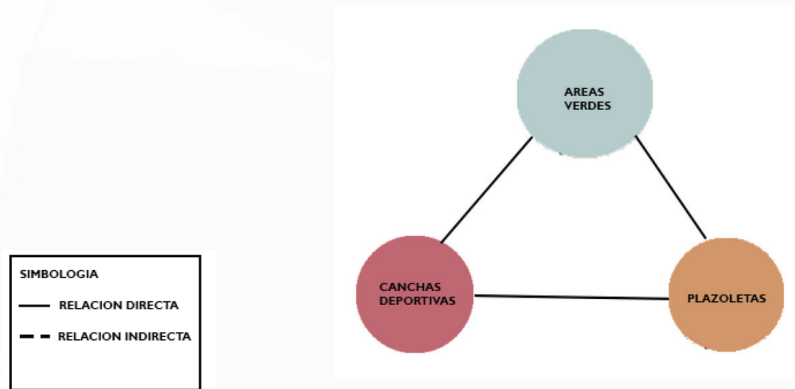 AREAS
VERDES
CANCHAS
DEPORTIVAS
PLAZOLETAS
SIMBOLOGIA
RELACION DIRECTA
RELACION INDIRECTA